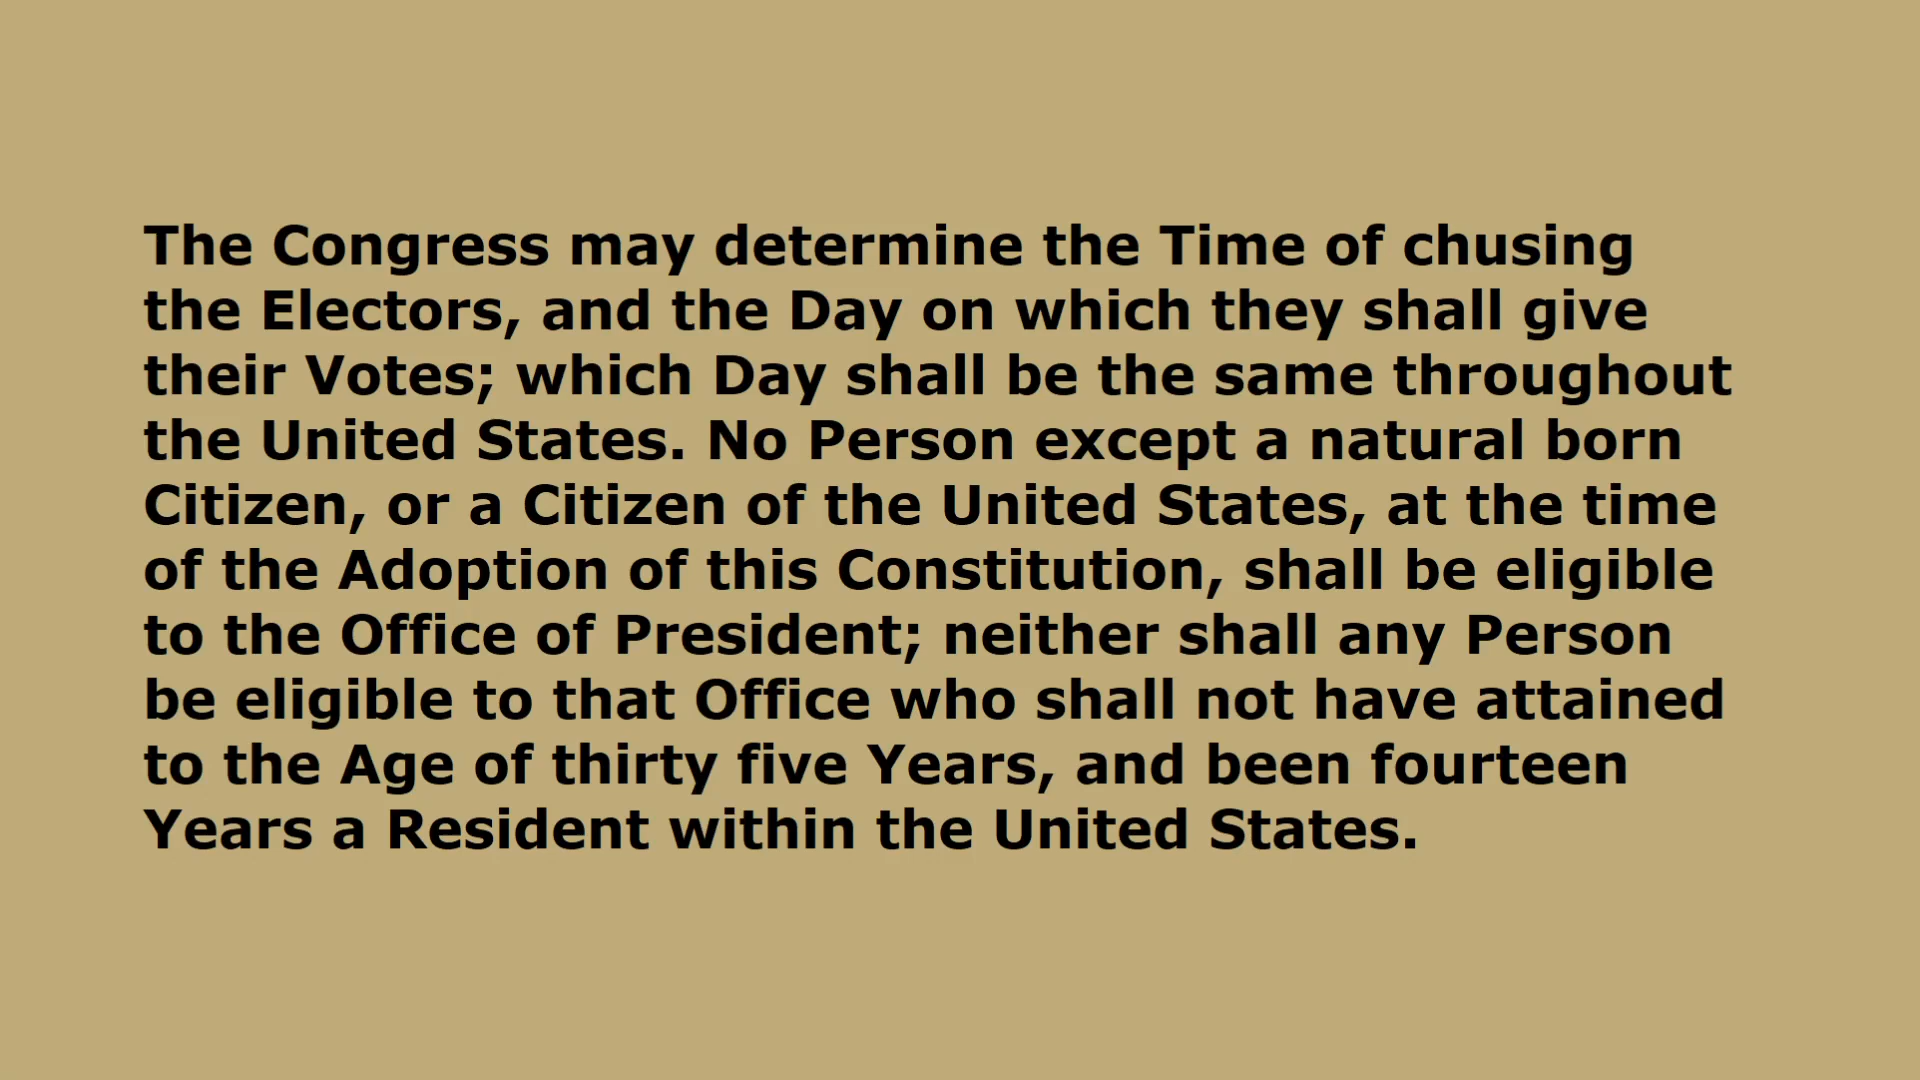 The Congress may determine the Time of chusing
the Electors, and the Day on which they shall give
their Votes; which Day shall be the same throughout
the United States. No Person except a natural born
Citizen, or a Citizen of the United States, at the time
of the Adoption of this Constitution, shall be eligible
to the Office of President; neither shall any Person
be eligible to that Office who shall not have attained
to the Age of thirty five Years, and been fourteen
Years a Resident within the United States.